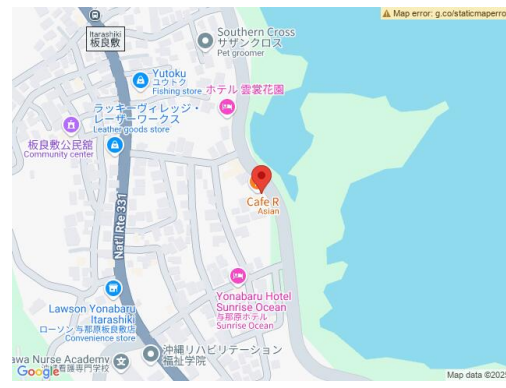 Itarashiki
板良敷
Southern Cross
サザンクロス
Pet groomer
⚠ Map error: g.co/staticmaperro
Yutoku
ユウトク
Fishing store
ホテル 雲裳花園
ラッキーヴィレッジ・
レーザーワークス
Leather goods store
板良敷公民館
Community center
Nat'l Rte 331
Cafe R
Asian
Yonabaru Hotel
Sunrise Ocean
与那原ホテル
Sunrise Ocean
Lawson Yonabaru
Itarashiki
ローソン与那原板良敷店
Convenience store
沖縄リハビリテーション
福祉学院
awa Nurse Academy
沖縄看護専門学校
Google
Map data ©2025